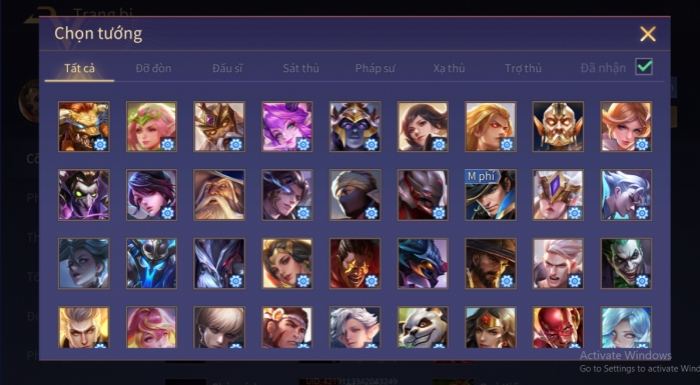 Trang bị
Chọn tướng
Tất cả
Đỡ đòn
Đấu sĩ
Sát thủ
Pháp sư
Xạ thủ
Trợ thủ
Đã nhận
M phí
Activate Windows
Go to Settings to activate Wind